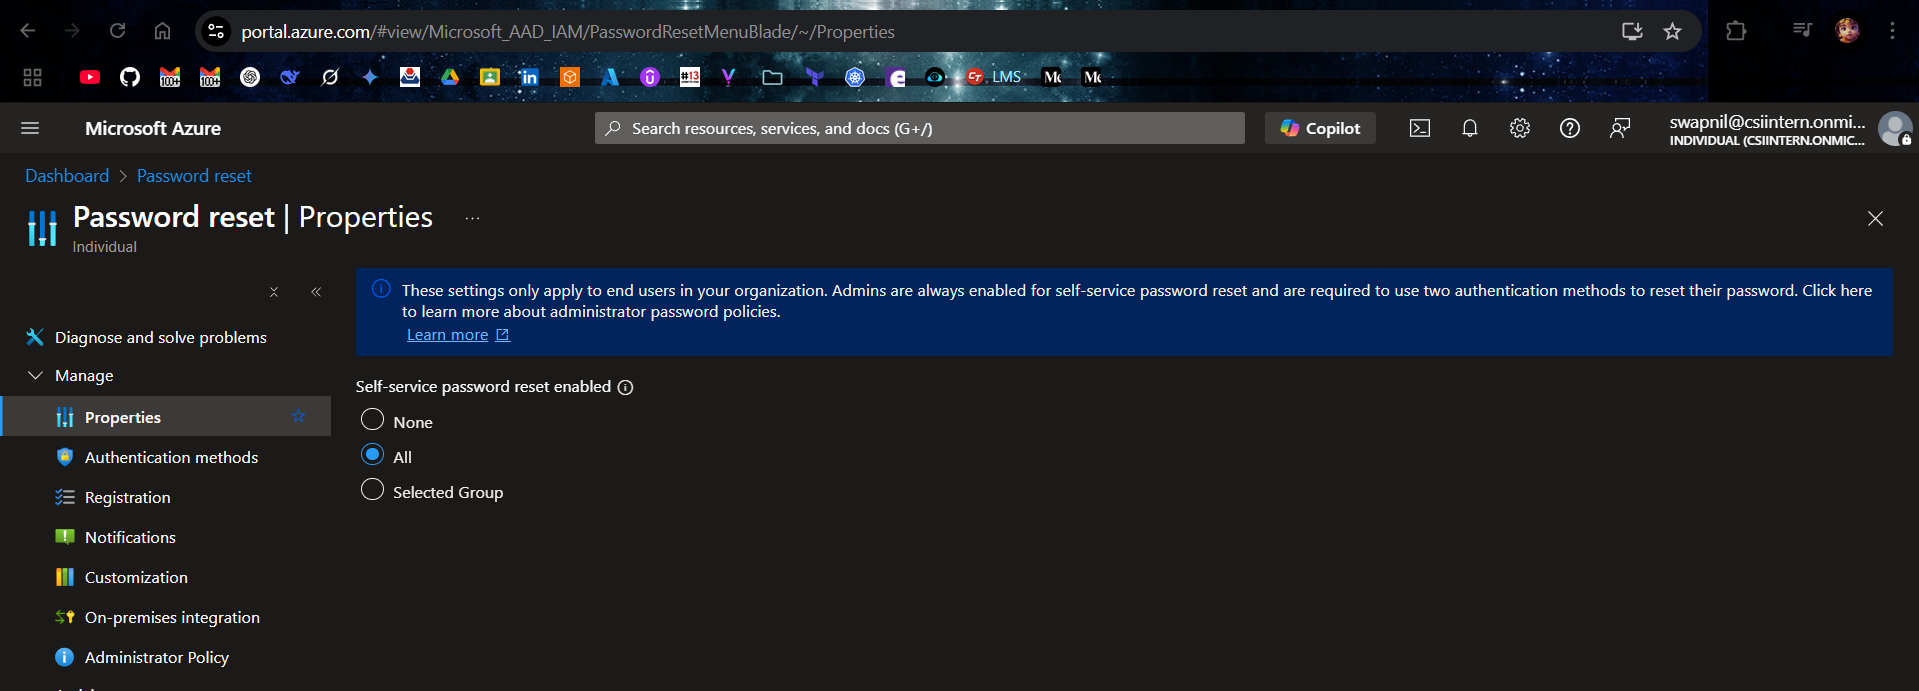 portal.azure.com/#view/Microsoft_AAD_IAM/PasswordResetMenuBlade/~/Properties
100+
100+
#13
LMS
Microsoft Azure
Search resources, services, and docs (G+/)
Copilot
swapnil@csiintern.onmi...
INDIVIDUAL (CSIINTERN.ONMIC...
Dashboard > Password reset
Password reset | Properties ...
Individual
These settings only apply to end users in your organization. Admins are always enabled for self-service password reset and are required to use two authentication methods to reset their password. Click here
to learn more about administrator password policies.
Learn more
Diagnose and solve problems
Manage
Properties
Authentication methods
Registration
Notifications
Customization
On-premises integration
Administrator Policy
Self-service password reset enabled
None
All
Selected Group